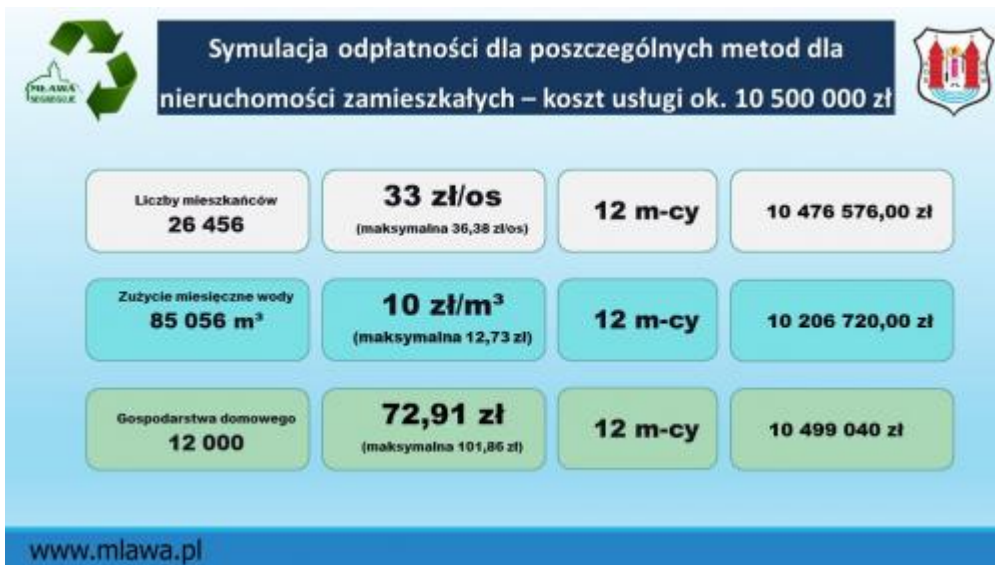 Symulacja odpłatności dla poszczególnych metod dla
nieruchomości zamieszkałych – koszt usługi ok. 10 500 000 zł
MŁAWA
SEGREGUJE
Liczby mieszkańców
26 456
33 zł/os
(maksymalna 36,38 zł/os)
12 m-cy
10 476 576,00 zł
Zużycie miesięczne wody
85 056 m³
10 zł/m³
(maksymalna 12,73 zł)
12 m-cy
10 206 720,00 zł
Gospodarstwa domowego
12 000
72,91 zł
(maksymalna 101,86 zł)
12 m-cy
10 499 040 zł
www.mlawa.pl